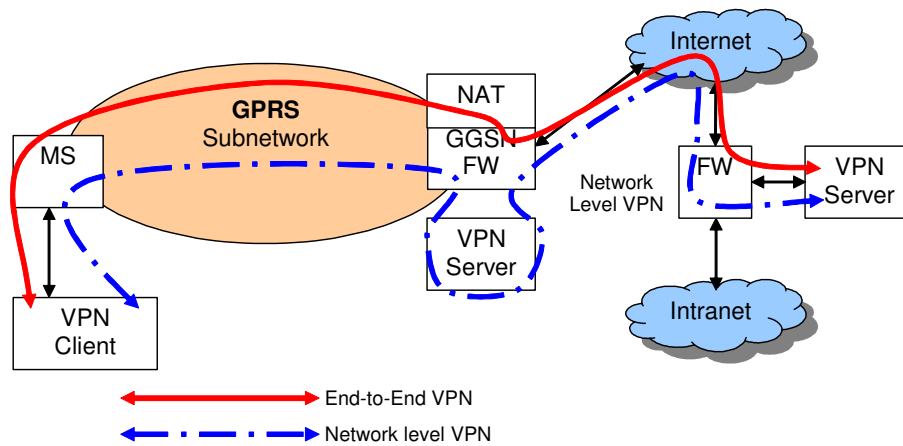 Internet
NAT
GPRS
Subnetwork
GGSN
FW
MS
FW
VPN
Server
Network
Level VPN
VPN
Server
VPN
Client
Intranet
End-to-End VPN
Network level VPN